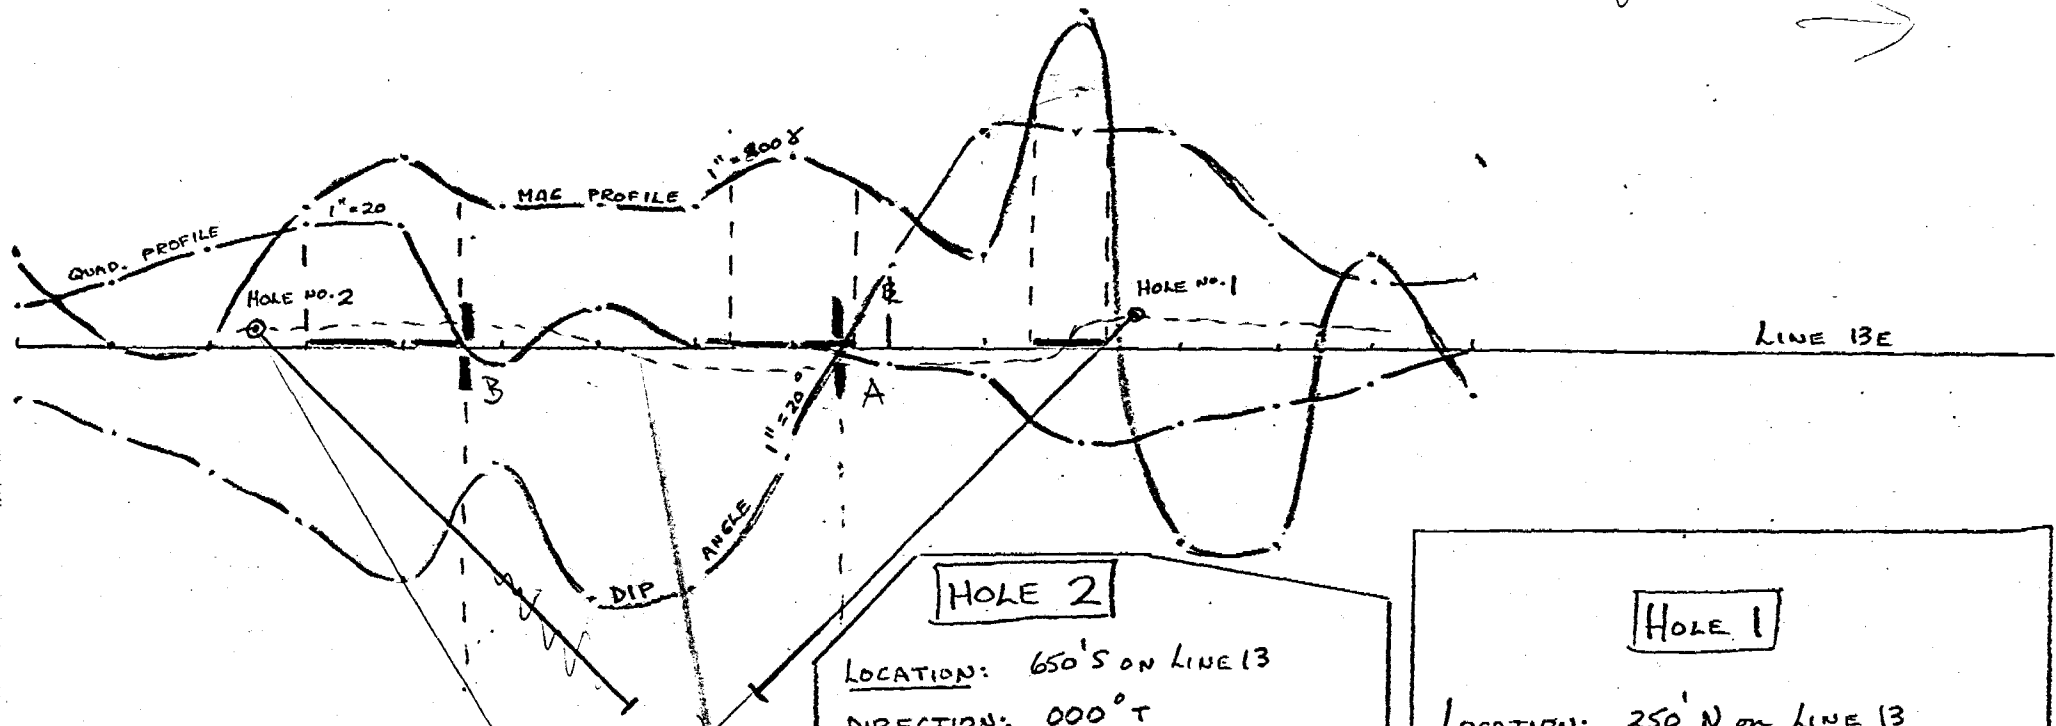 1" = 800 γ
MAG PROFILE
1" = 20
QUAD. PROFILE
HOLE NO. 2
HOLE NO. 1
LINE 13E
B
A
1" = 20°
ANGLE
DIP
HOLE 2
LOCATION: 650'S ON LINE 13
DIRECTION: 000° T
HOLE 1
LOCATION: 250' N ON LINE 13